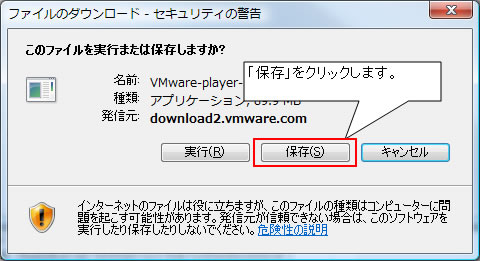 ファイルのダウンロード - セキュリティの警告
このファイルを実行または保存しますか?
名前: VMware-player-
種類: アプリケーション, 89.9 MB
発信元: download2.vmware.com
「保存」をクリックします。
実行(R) 保存(S) キャンセル
インターネットのファイルは役に立ちますが、このファイルの種類はコンピューターに問
題を起こす可能性があります。発信元が信頼できない場合は、このソフトウェアを
実行したり保存したりしないでください。危険性の説明